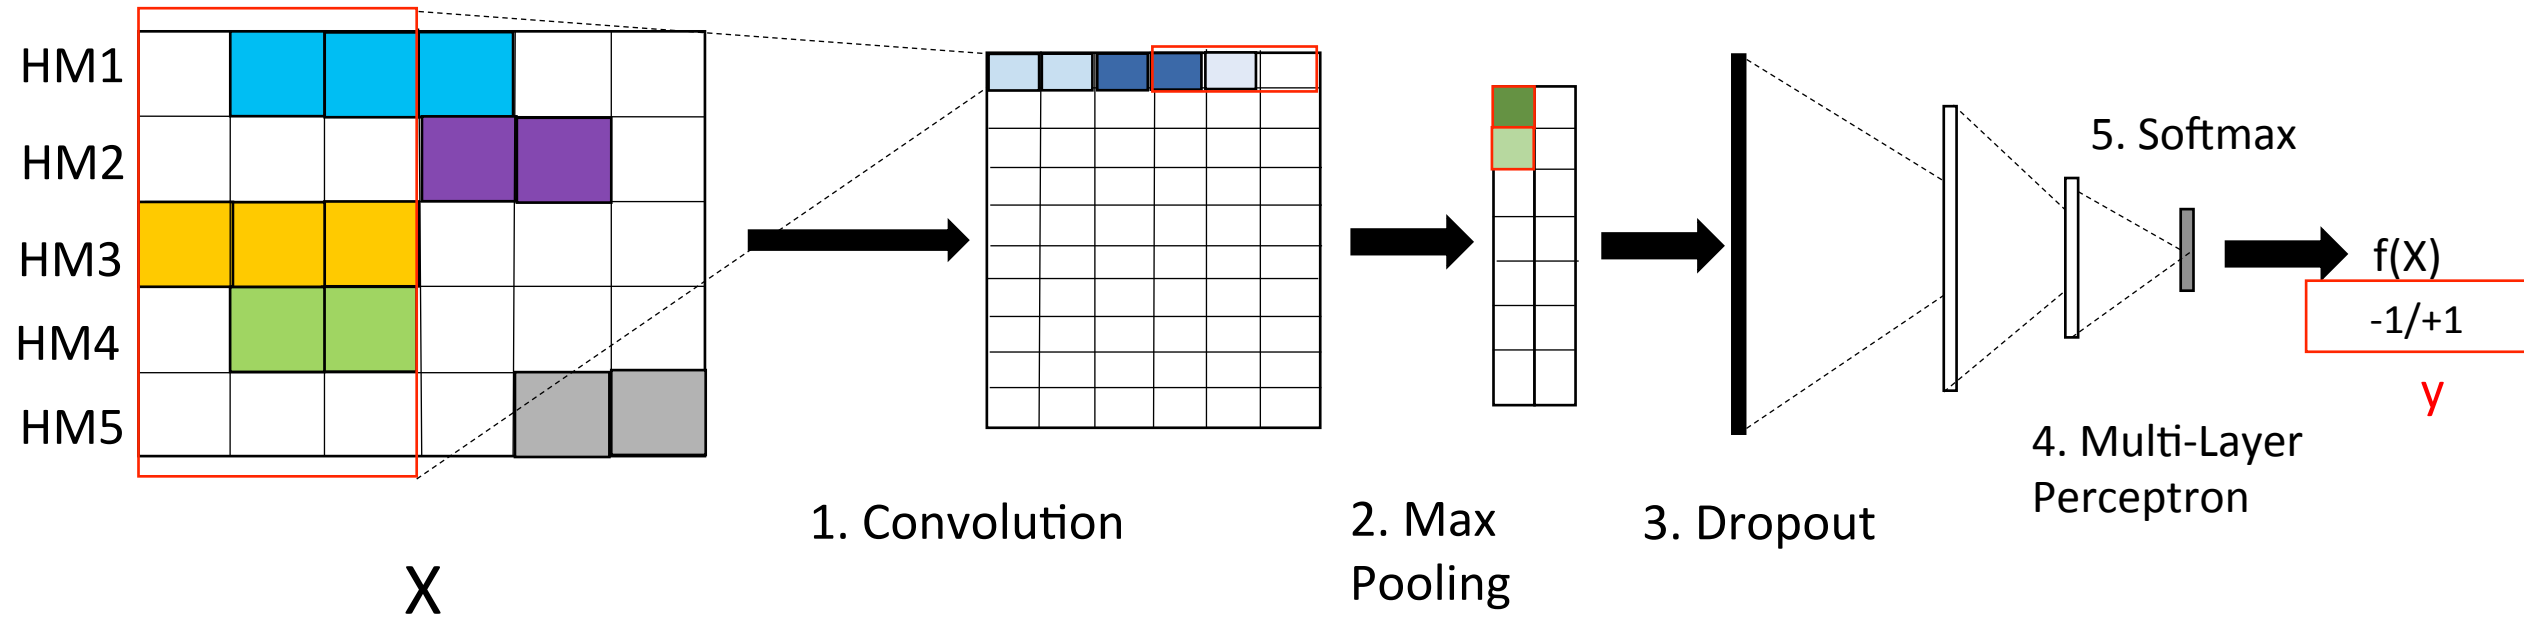 HM1
HM2
HM3
HM4
HM5
X
1. Convolution
2. Max
Pooling
3. Dropout
4. Multi-Layer
Perceptron
5. Softmax
f(X)
-1/+1
y